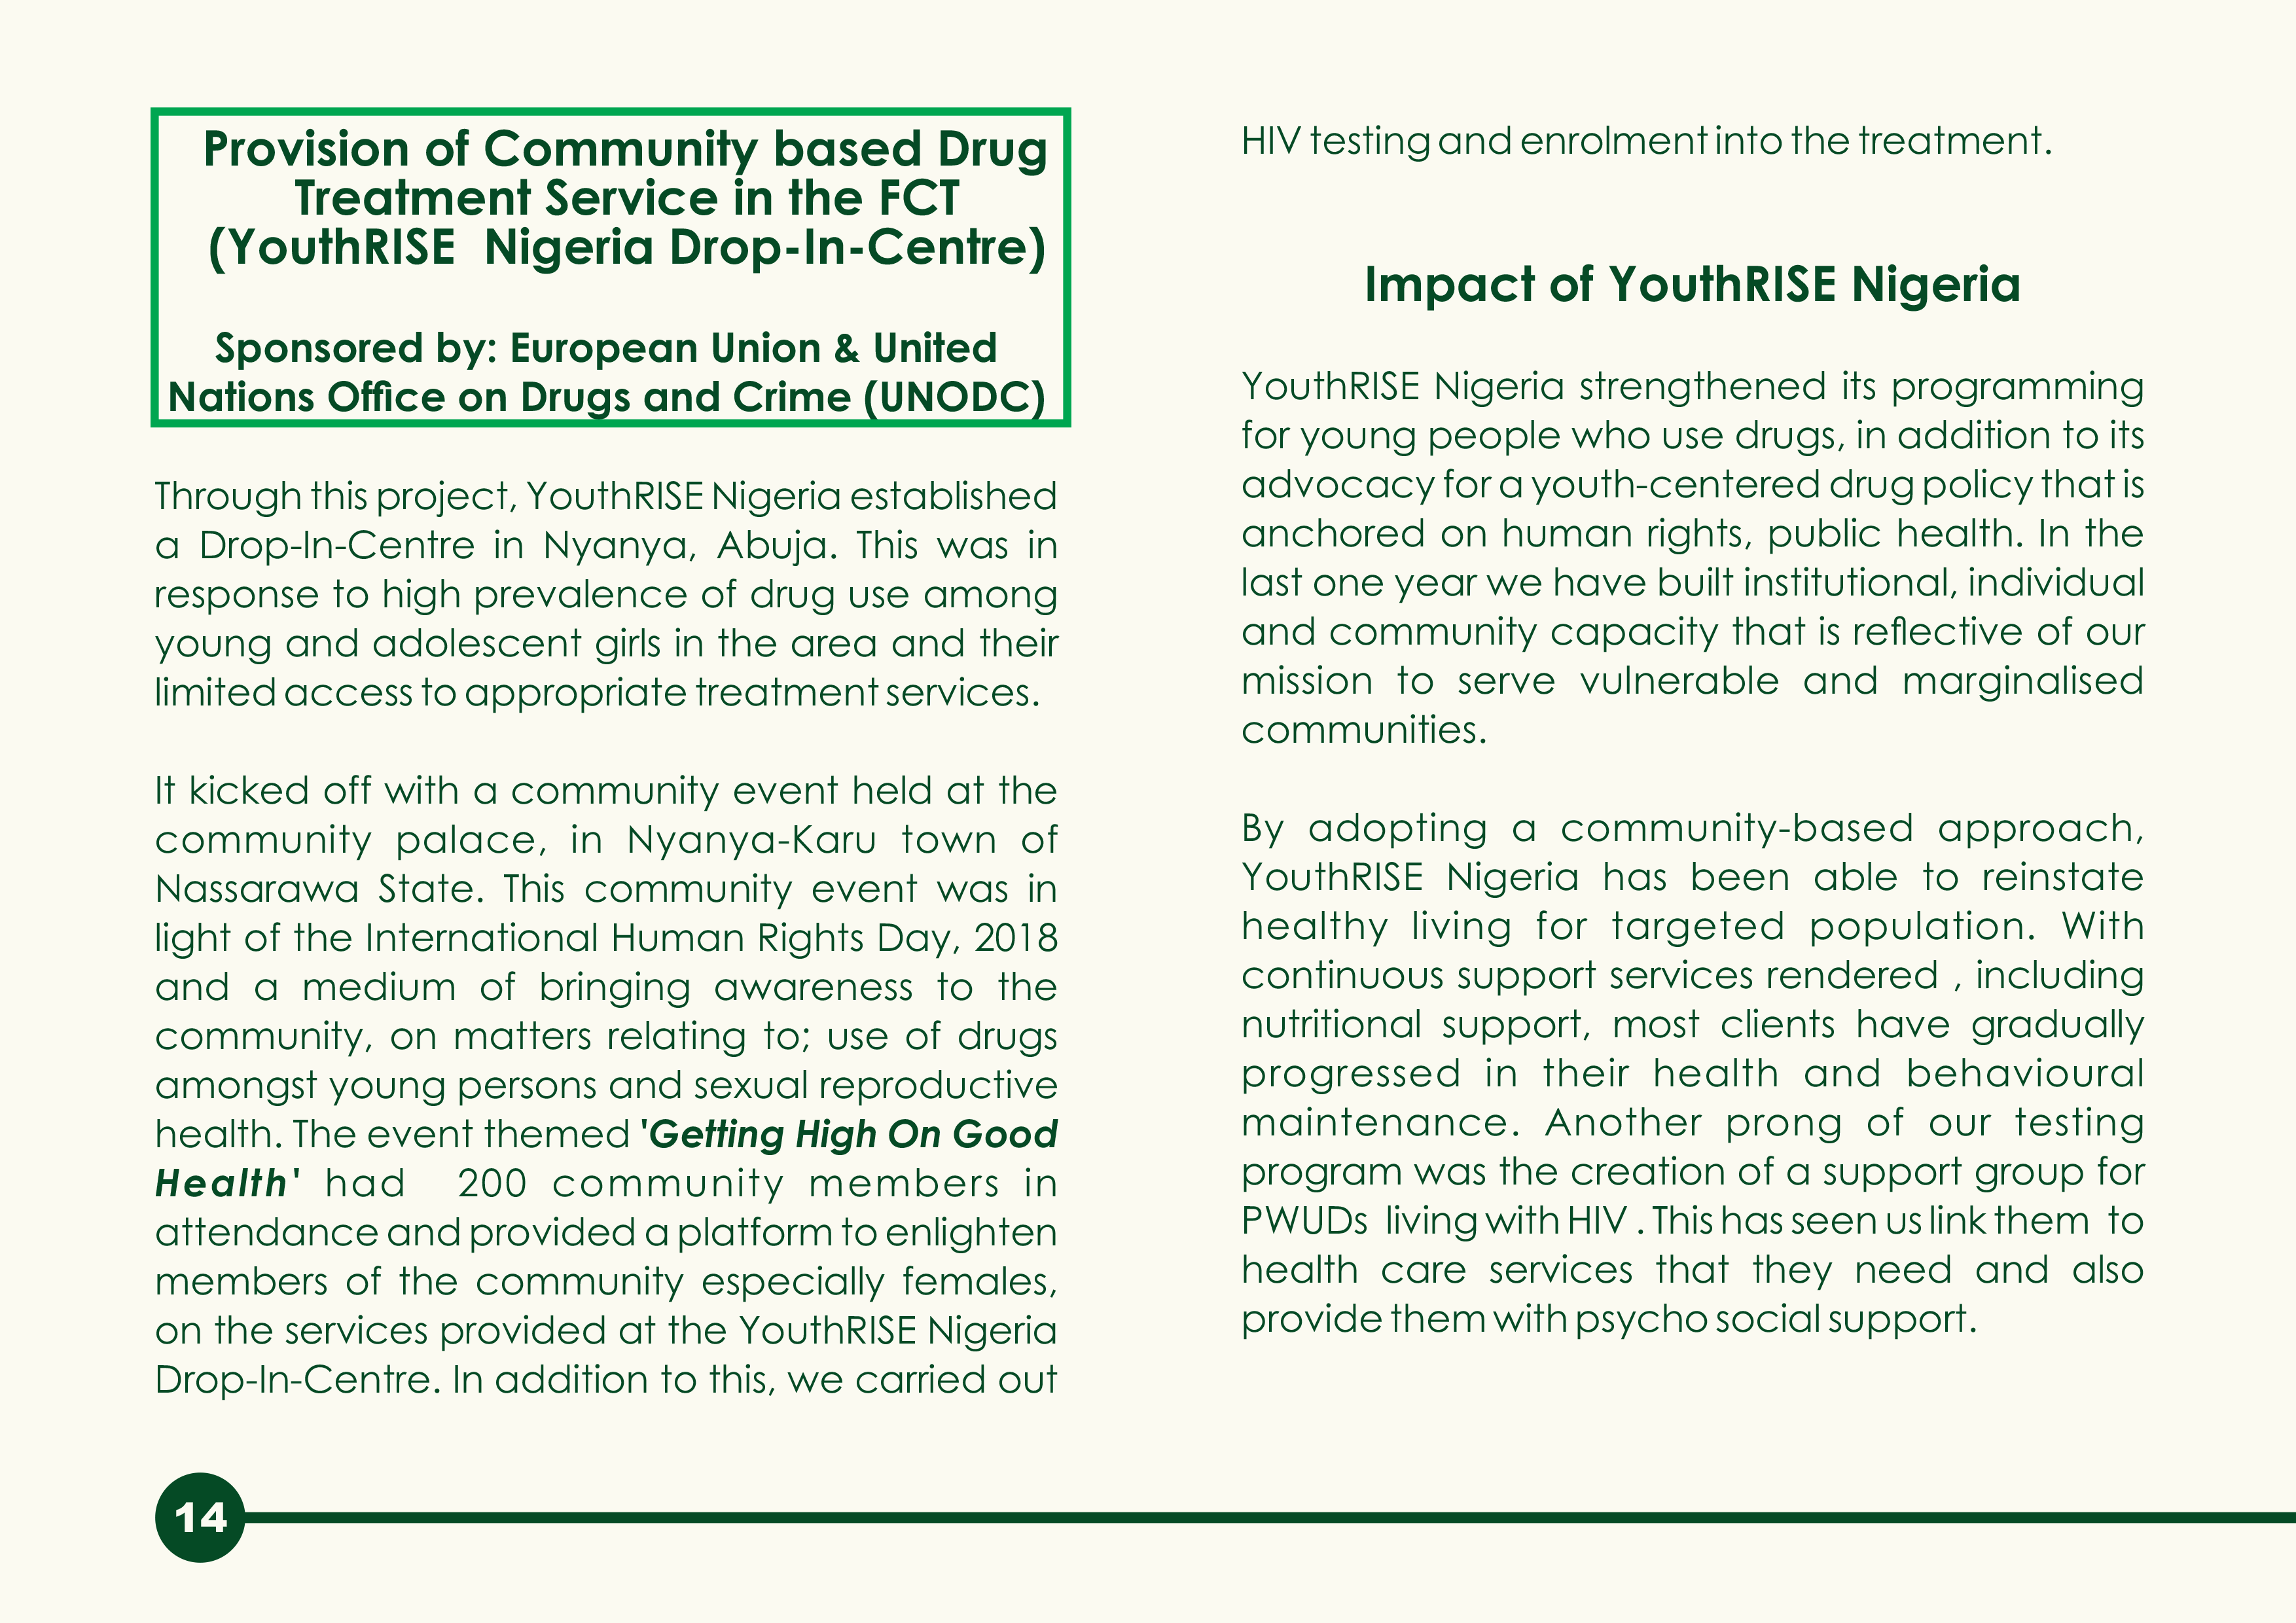 Provision of Community based Drug
Treatment Service in the FCT
(YouthRISE Nigeria Drop-In-Centre)
Sponsored by: European Union & United
Nations Office on Drugs and Crime (UNODC)
Through this project, YouthRISE Nigeria established
a Drop-In-Centre in Nyanya, Abuja. This was in
response to high prevalence of drug use among
young and adolescent girls in the area and their
limited access to appropriate treatment services.
It kicked off with a community event held at the
community palace, in Nyanya-Karu town of
Nassarawa State. This community event was in
light of the International Human Rights Day, 2018
and a medium of bringing awareness to the
community, on matters relating to; use of drugs
amongst young persons and sexual reproductive
health. The event themed 'Getting High On Good
Health' had 200 community members in
attendance and provided a platform to enlighten
members of the community especially females,
on the services provided at the YouthRISE Nigeria
Drop-In-Centre. In addition to this, we carried out
HIV testing and enrolment into the treatment.
Impact of YouthRISE Nigeria
YouthRISE Nigeria strengthened its programming
for young people who use drugs, in addition to its
advocacy for a youth-centered drug policy that is
anchored on human rights, public health. In the
last one year we have built institutional, individual
and community capacity that is reflective of our
mission to serve vulnerable and marginalised
communities.
By adopting a community-based approach,
YouthRISE Nigeria has been able to reinstate
healthy living for targeted population. With
continuous support services rendered , including
nutritional support, most clients have gradually
progressed in their health and behavioural
maintenance. Another prong of our testing
program was the creation of a support group for
PWUDs living with HIV . This has seen us link them to
health care services that they need and also
provide them with psycho social support.
14